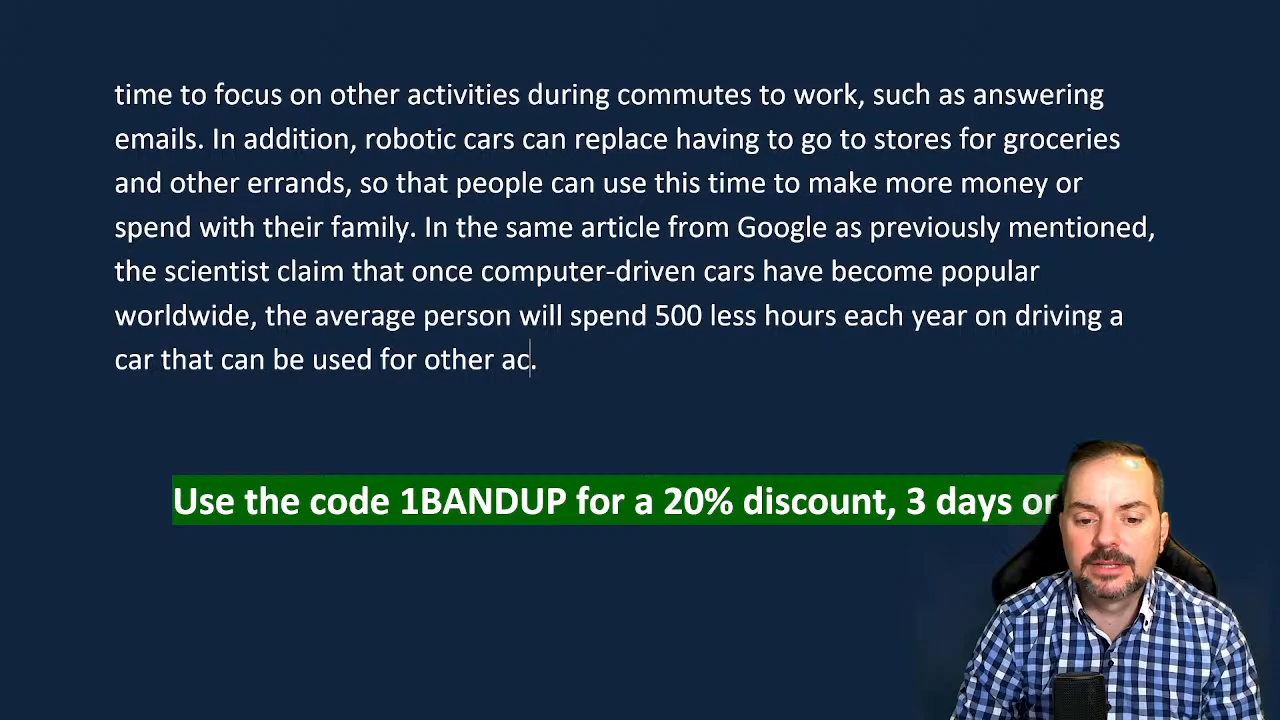 time to focus on other activities during commutes to work, such as answering
emails. In addition, robotic cars can replace having to go to stores for groceries
and other errands, so that people can use this time to make more money or
spend with their family. In the same article from Google as previously mentioned,
the scientist claim that once computer-driven cars have become popular
worldwide, the average person will spend 500 less hours each year on driving a
car that can be used for other ac.
Use the code 1BANDUP for a 20% discount, 3 days